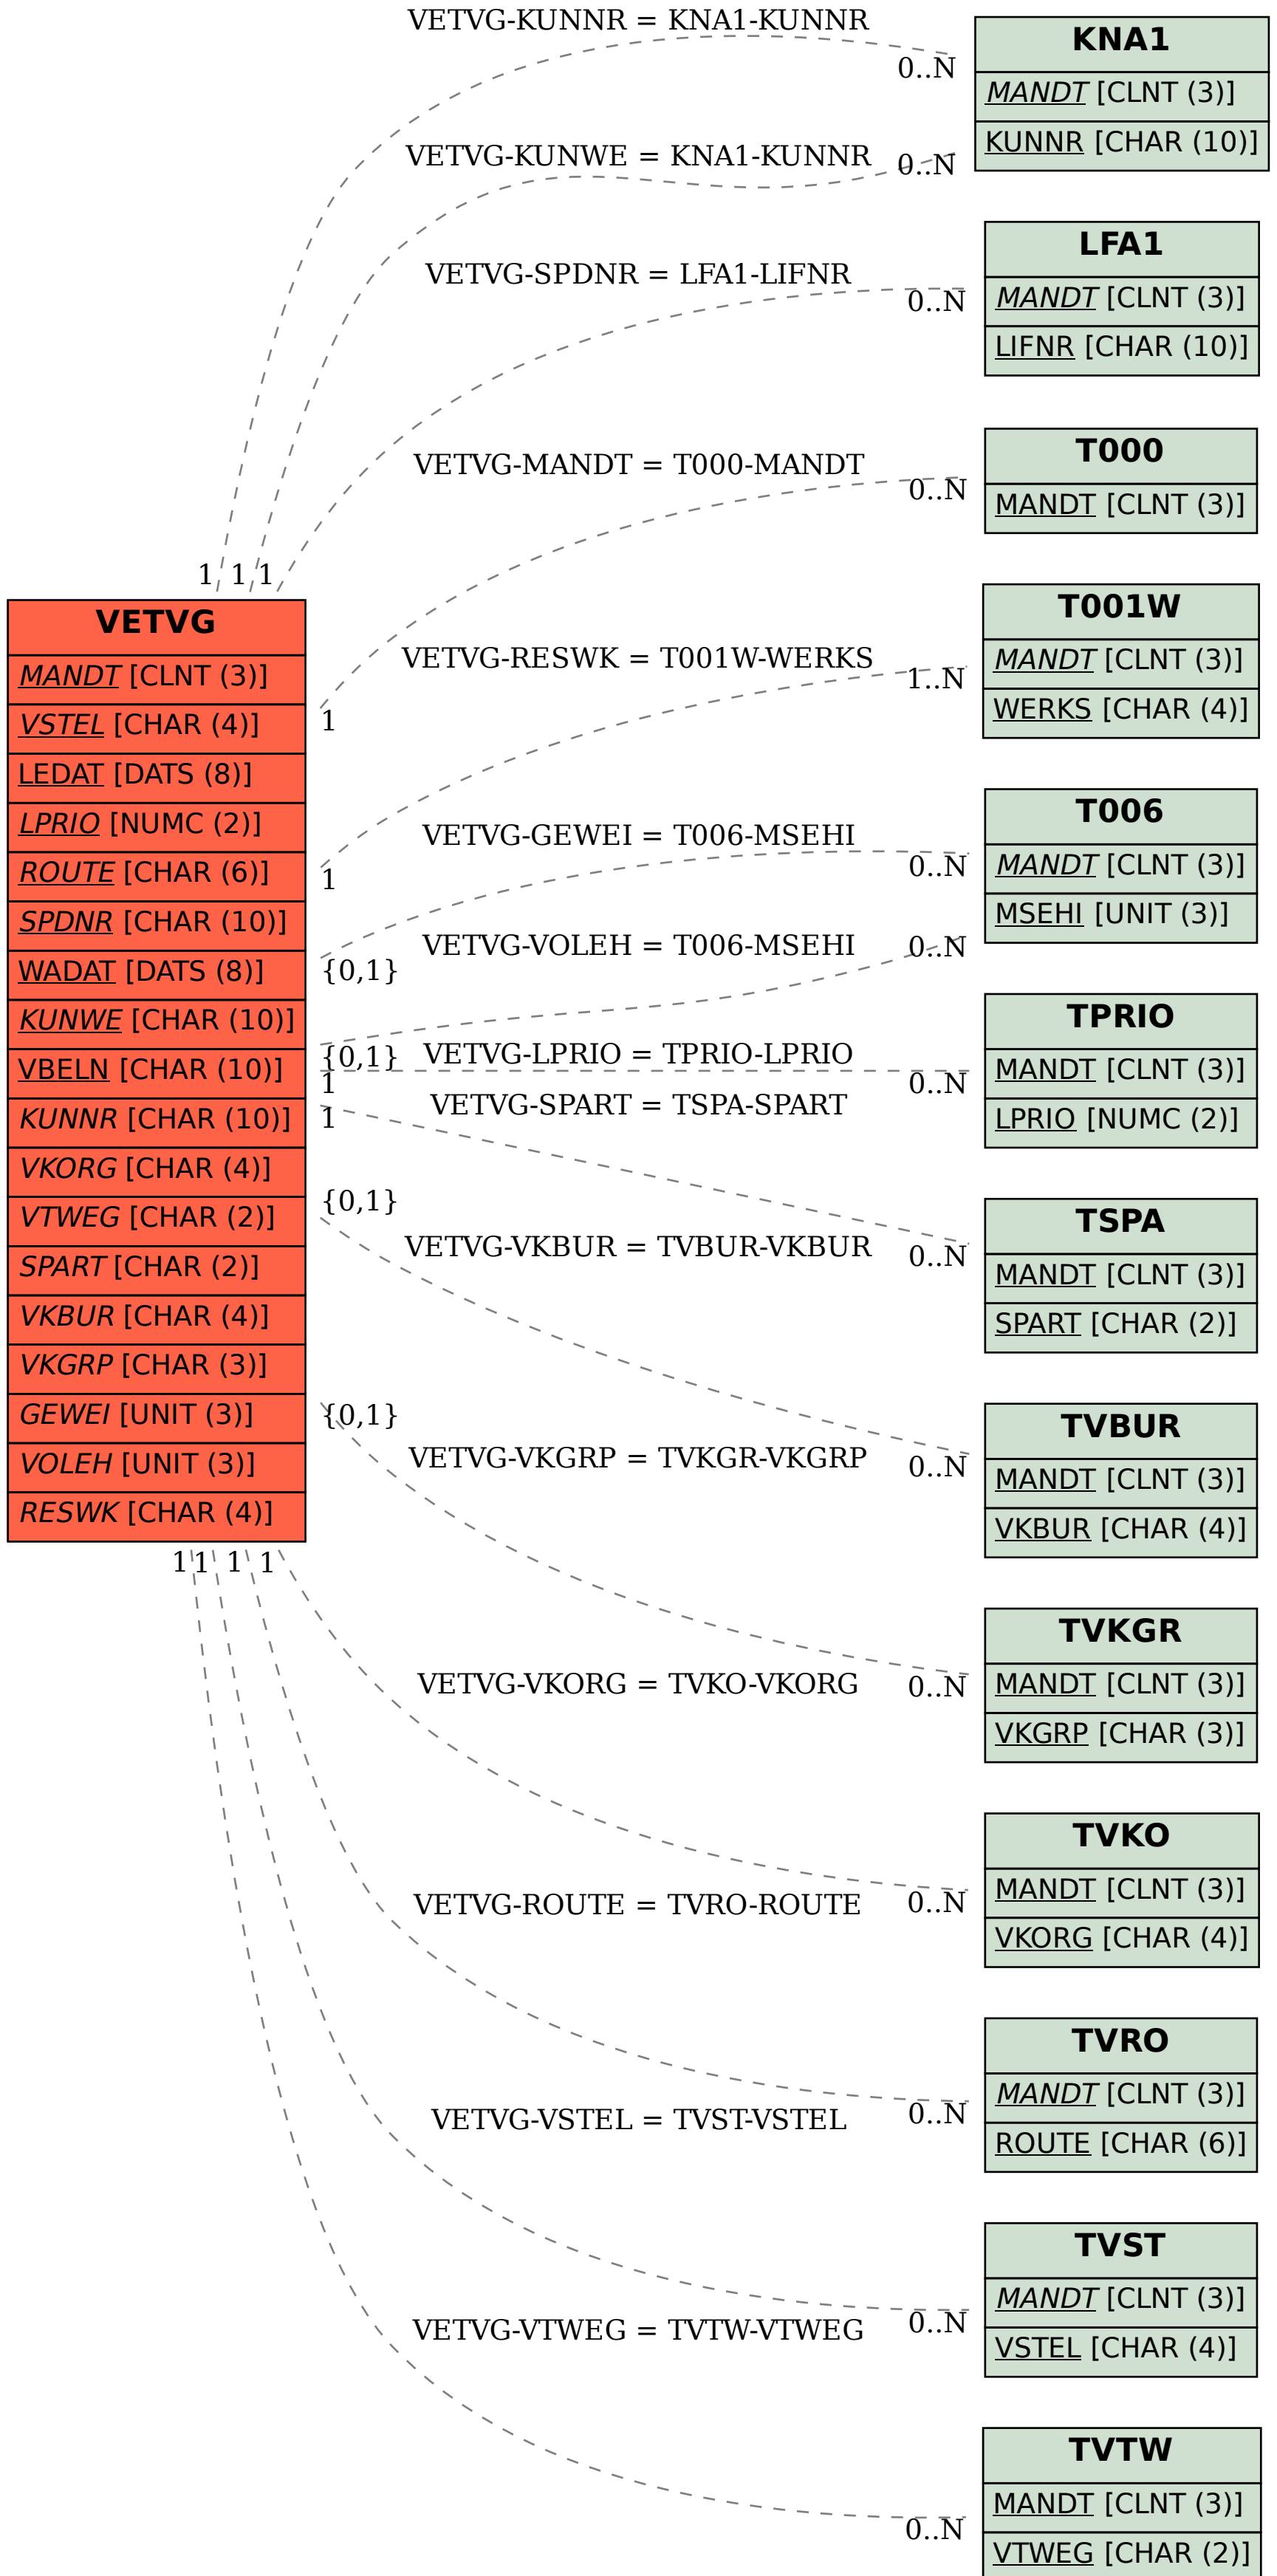 VETVG-KUNNR = KNA1-KUNNR
0..N
KNA1
MANDT [CLNT (3)]
KUNNR [CHAR (10)]
VETVG-KUNWE = KNA1-KUNNR
0..N
LFA1
VETVG-SPDNR = LFA1-LIFNR
0..N
MANDT [CLNT (3)]
LIFNR [CHAR (10)]
T000
VETVG-MANDT = T000-MANDT
0..N
MANDT [CLNT (3)]
1
1
1
T001W
VETVG-RESWK = T001W-WERKS
1..N
MANDT [CLNT (3)]
WERKS [CHAR (4)]
VETVG
MANDT [CLNT (3)]
VSTEL [CHAR (4)]
LEDAT [DATS (8)]
LPRIO [NUMC (2)]
ROUTE [CHAR (6)]
SPDNR [CHAR (10)]
WADAT [DATS (8)]
KUNWE [CHAR (10)]
VBELN [CHAR (10)]
KUNNR [CHAR (10)]
VKORG [CHAR (4)]
VTWEG [CHAR (2)]
SPART [CHAR (2)]
VKBUR [CHAR (4)]
VKGRP [CHAR (3)]
GEWEI [UNIT (3)]
VOLEH [UNIT (3)]
RESWK [CHAR (4)]
1
1
T006
VETVG-GEWEI = T006-MSEHI
0..N
MANDT [CLNT (3)]
MSEHI [UNIT (3)]
{0,1}
VETVG-VOLEH = T006-MSEHI
0..N
TPRIO
{0,1}
VETVG-LPRIO = TPRIO-LPRIO
1
0..N
MANDT [CLNT (3)]
LPRIO [NUMC (2)]
VETVG-SPART = TSPA-SPART
1
0..N
TSPA
MANDT [CLNT (3)]
SPART [CHAR (2)]
{0,1}
VETVG-VKBUR = TVBUR-VKBUR
0..N
TVBUR
MANDT [CLNT (3)]
VKBUR [CHAR (4)]
{0,1}
VETVG-VKGRP = TVKGR-VKGRP
0..N
TVKGR
MANDT [CLNT (3)]
VKGRP [CHAR (3)]
1
1
1
1
VETVG-VKORG = TVKO-VKORG
0..N
TVKO
MANDT [CLNT (3)]
VKORG [CHAR (4)]
VETVG-ROUTE = TVRO-ROUTE
0..N
TVRO
MANDT [CLNT (3)]
ROUTE [CHAR (6)]
VETVG-VSTEL = TVST-VSTEL
0..N
TVST
MANDT [CLNT (3)]
VSTEL [CHAR (4)]
VETVG-VTWEG = TVTW-VTWEG
0..N
TVTW
MANDT [CLNT (3)]
VTWEG [CHAR (2)]